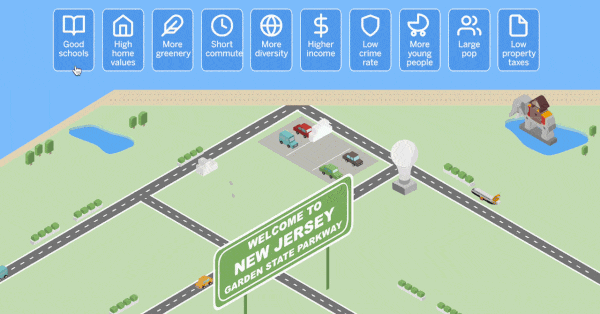 Good
schools
High
home
values
More
greenery
Short
commute
More
diversity
Higher
income
Low
crime
rate
More
young
people
Large
pop
Low
property
taxes
WELCOME TO
NEW JERSEY
GARDEN STATE PARKWAY